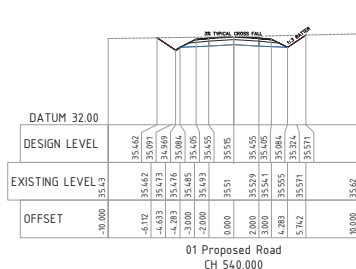 3% TYPICAL CROSS FALL
1:3 BATTER
DATUM 32.00
DESIGN LEVEL 35.462 35.091 34.969 35.084 35.405 35.455 35.515 35.455 35.405 35.084 35.324 35.571
EXISTING LEVEL 35.43 35.462 35.473 35.476 35.485 35.493 35.51 35.529 35.541 35.555 35.571 35.62
OFFSET -10.000 -6.112 -4.633 -4.283 -3.000 -2.000 0.000 2.000 3.000 4.283 5.742 10.000
01 Proposed Road
CH 540.000